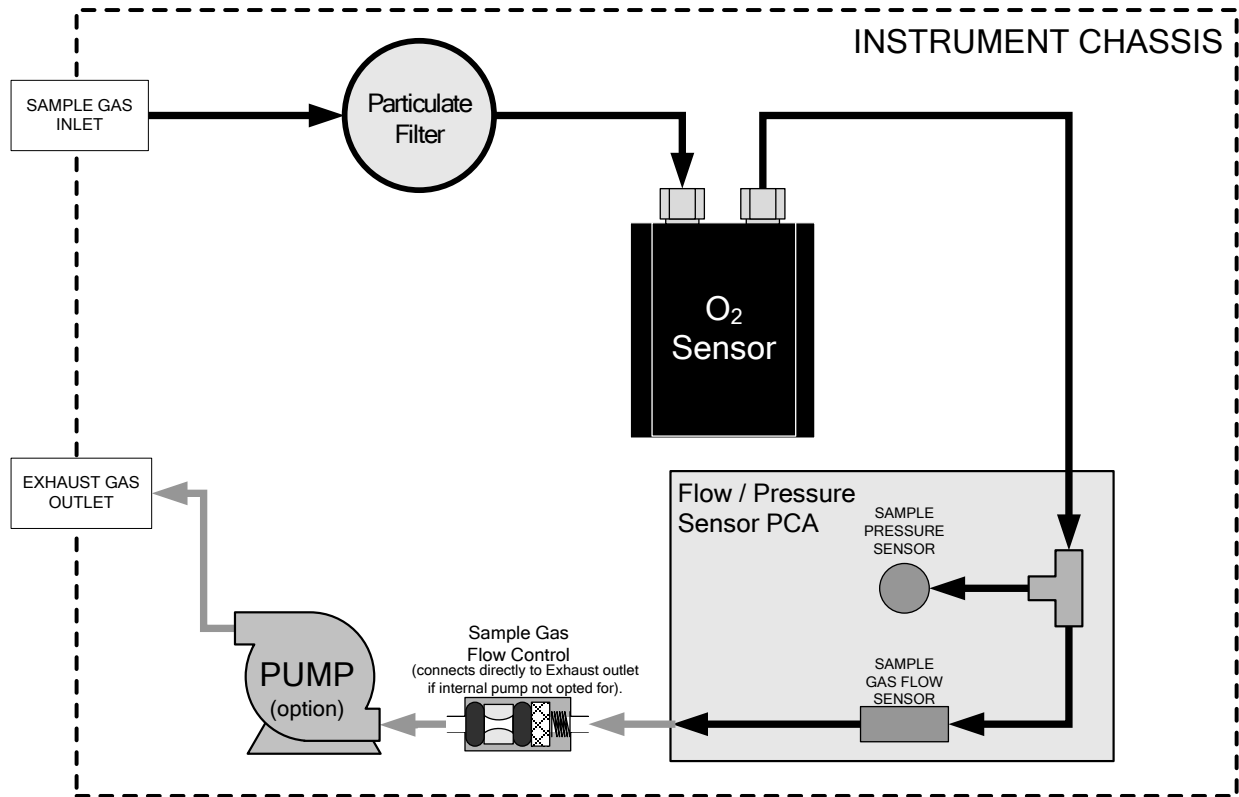 INSTRUMENT CHASSIS
SAMPLE GAS
INLET
Particulate
Filter
O₂
Sensor
EXHAUST GAS
OUTLET
Flow / Pressure
Sensor PCA
SAMPLE
PRESSURE
SENSOR
Sample Gas
Flow Control
(connects directly to Exhaust outlet
if internal pump not opted for).
PUMP
(option)
SAMPLE
GAS FLOW
SENSOR